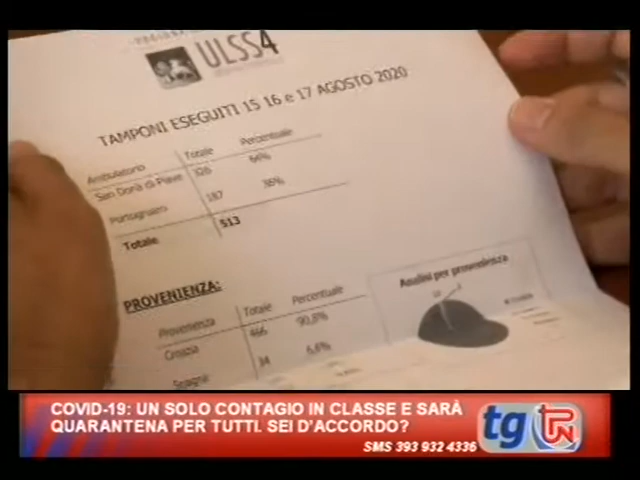 ULSS4
TAMPONI ESEGUITI 15 16 e 17 AGOSTO 2020
Ambulatorio Totale Percentuale
San Donà di Piave 326 64%
Portogruaro 187 36%
Totale 513
PROVENIENZA:
Provenienza Totale Percentuale
Croazia 466 90,8%
Spagna 34 6,6%
Analisi per provenienza
COVID-19: UN SOLO CONTAGIO IN CLASSE E SARÀ
QUARANTENA PER TUTTI. SEI D'ACCORDO?
SMS 393 932 4336
tg